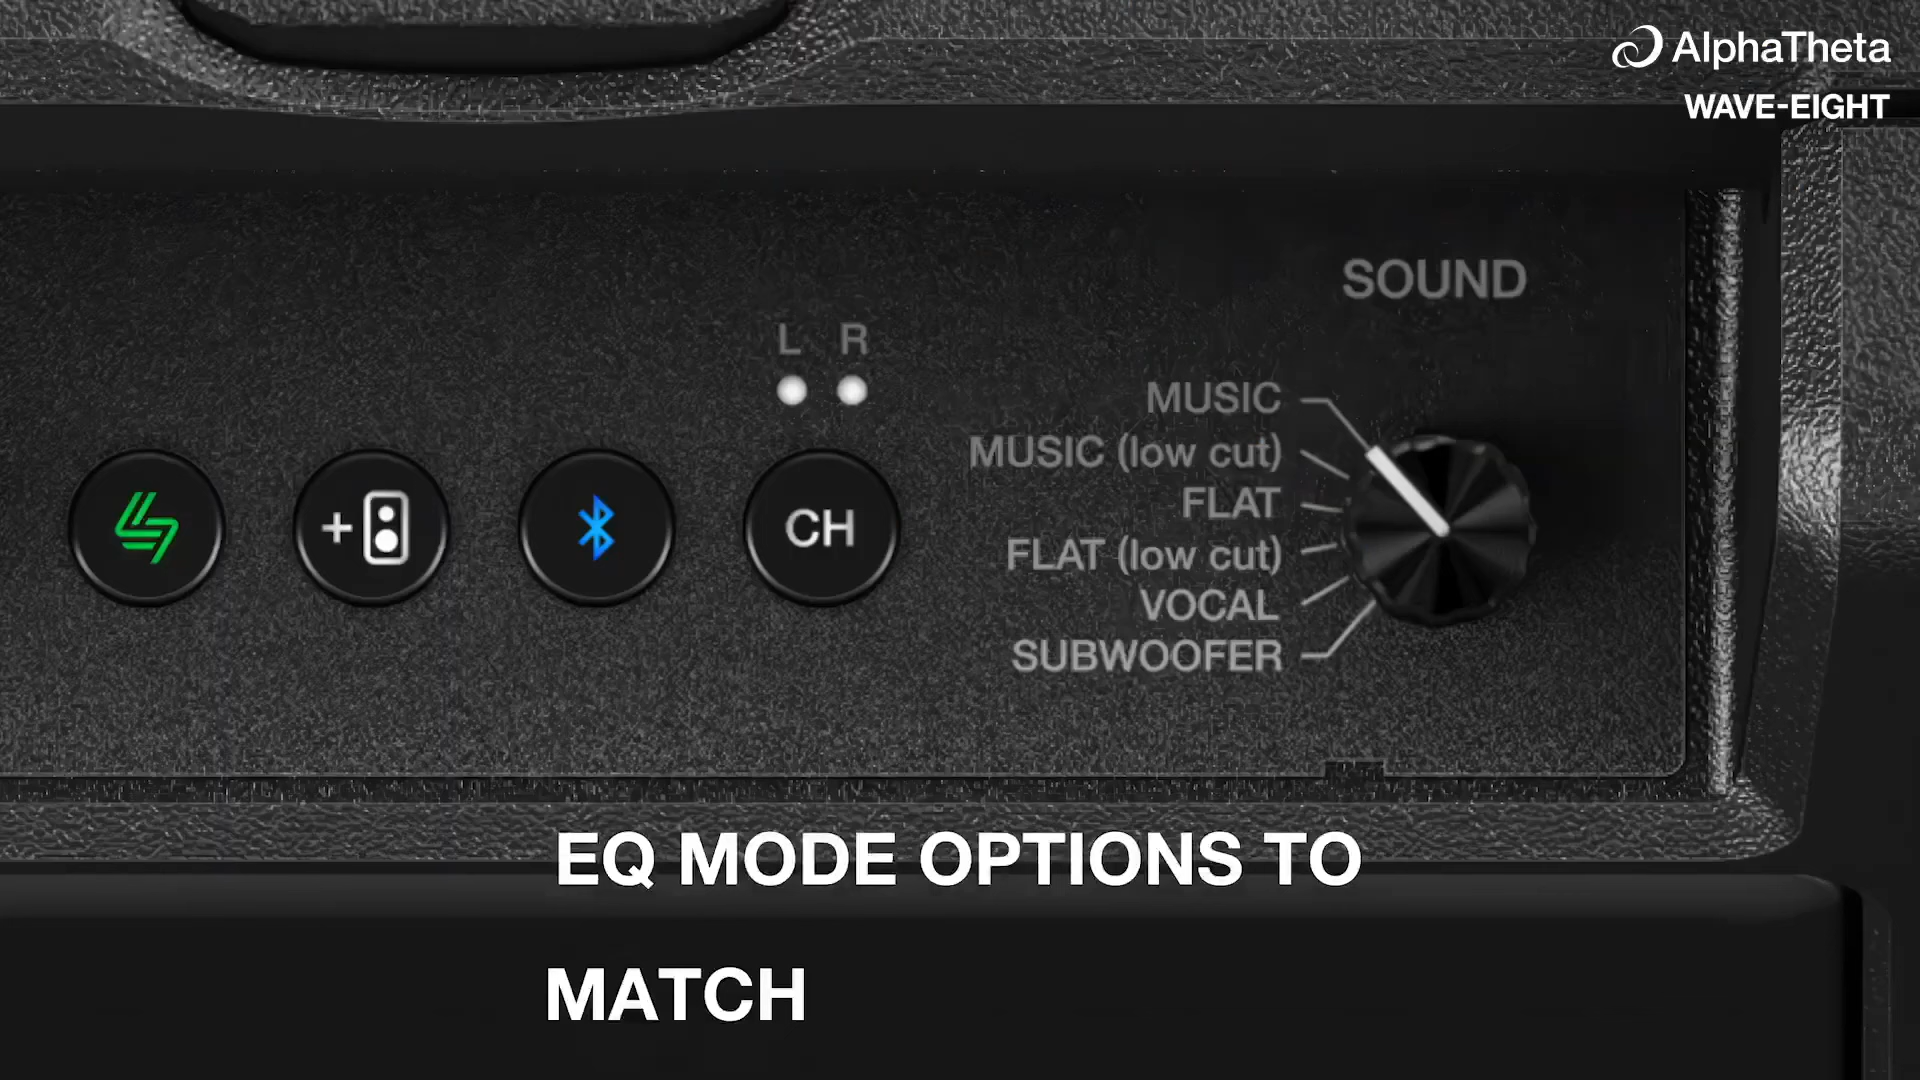 AlphaTheta
WAVE-EIGHT
SOUND
L R
MUSIC
MUSIC (low cut)
FLAT
FLAT (low cut)
VOCAL
SUBWOOFER
+
CH
EQ MODE OPTIONS TO
MATCH